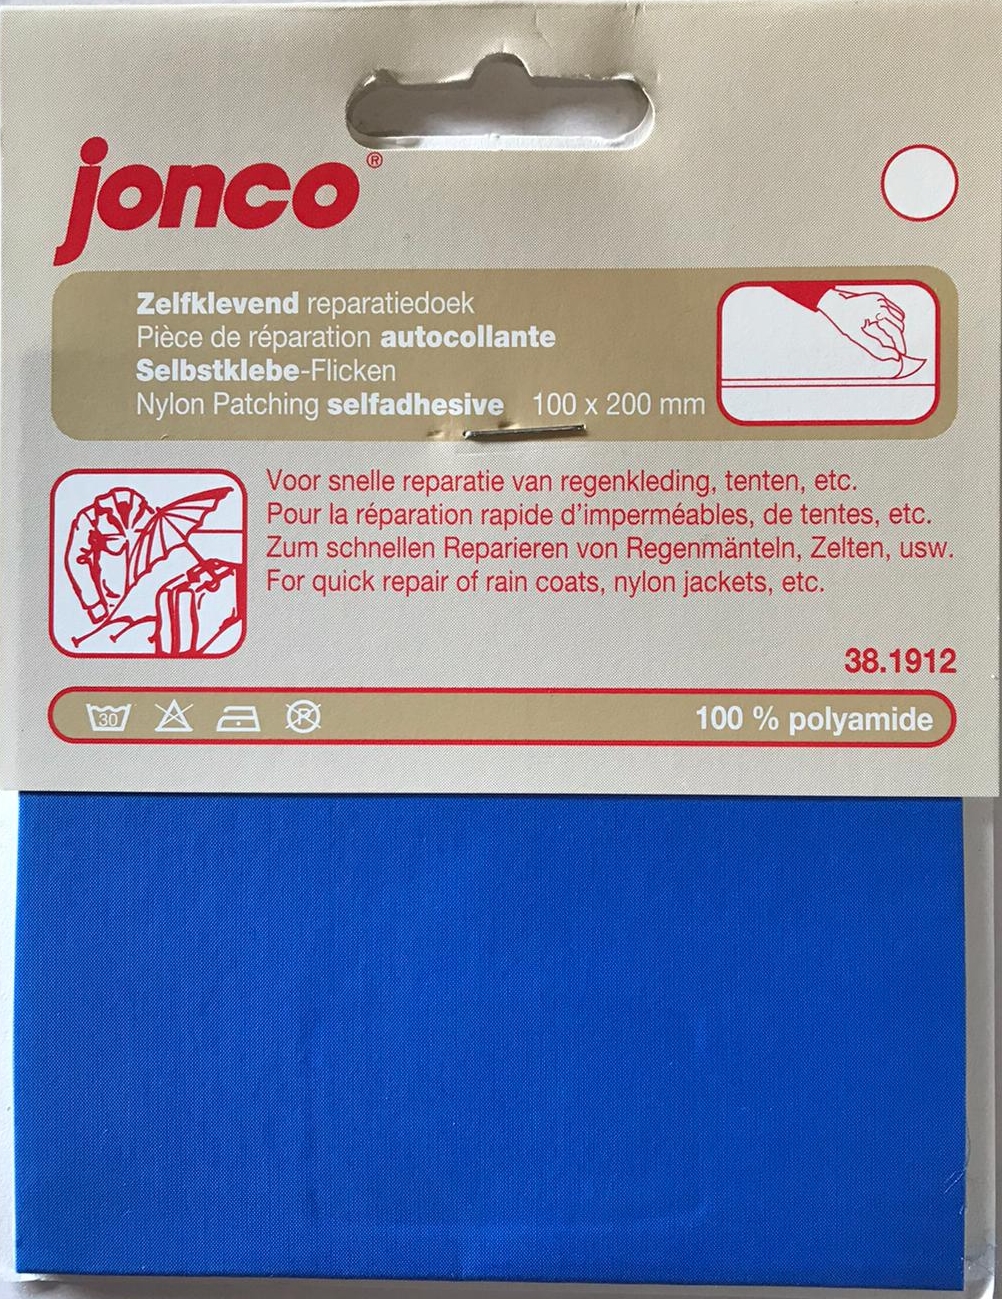 jonco®
Zelfklevend reparatiedoek
Pièce de réparation autocollante
Selbstklebe-Flicken
Nylon Patching selfadhesive 100 x 200 mm
Voor snelle reparatie van regenkleding, tenten, etc.
Pour la réparation rapide d'imperméables, de tentes, etc.
Zum schnellen Reparieren von Regenmänteln, Zelten, usw.
For quick repair of rain coats, nylon jackets, etc.
38.1912
30 P 100 % polyamide